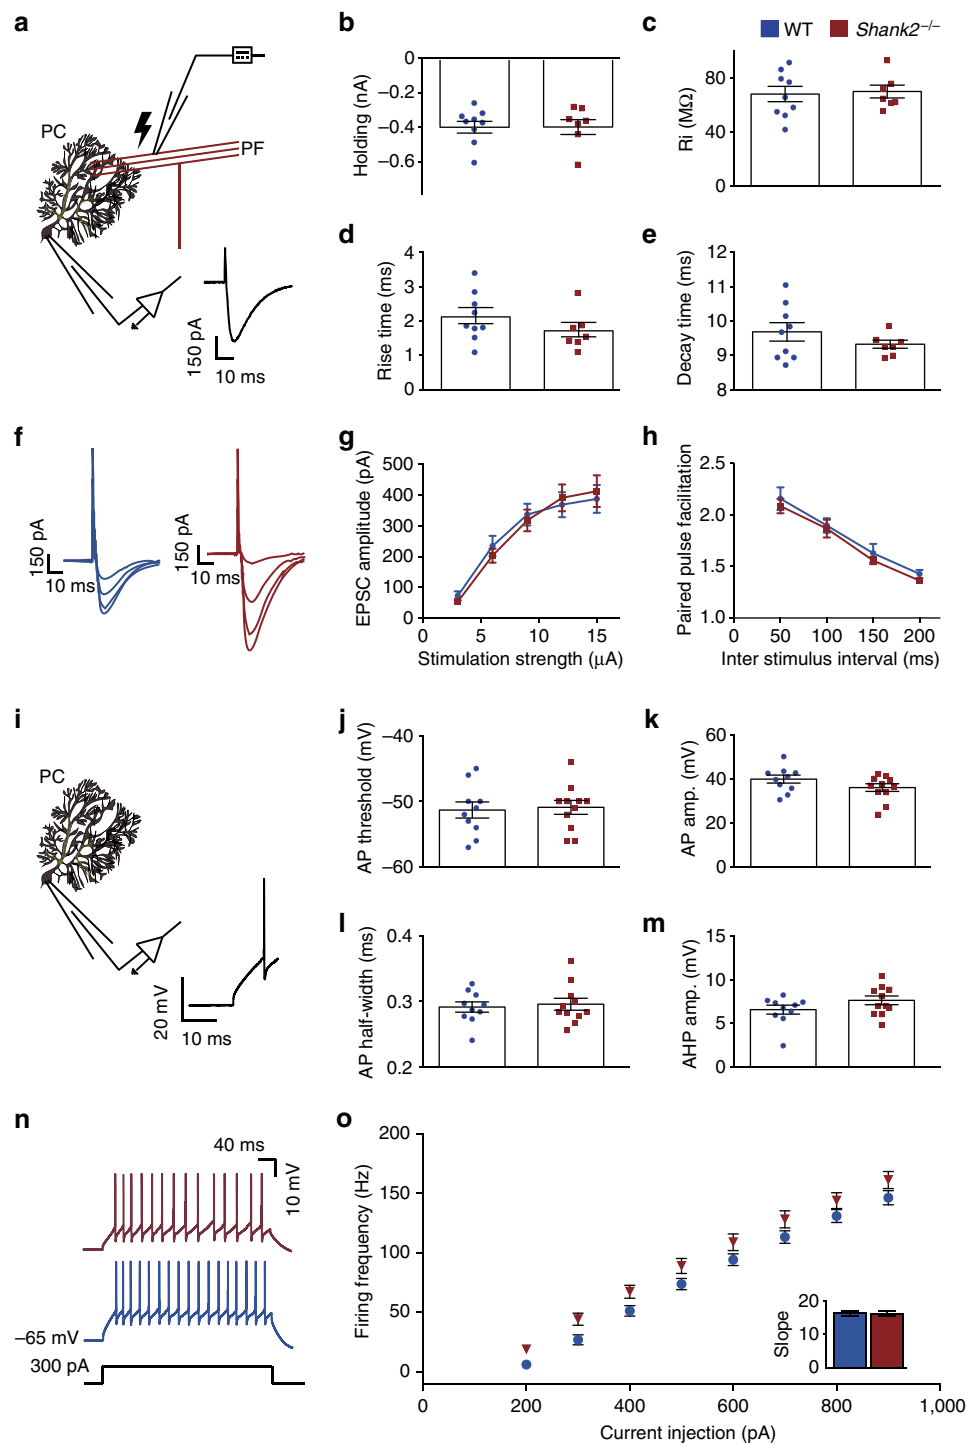 a
PC
PF
150 pA
10 ms
b
Holding (nA)
0
–0.2
–0.4
–0.6
c
WT
Shank2–/–
Ri (MΩ)
80
40
0
d
Rise time (ms)
4
3
2
1
0
e
Decay time (ms)
12
11
10
9
8
f
150 pA
10 ms
150 pA
10 ms
g
EPSC amplitude (pA)
500
400
300
200
100
0
0 5 10 15
Stimulation strength (μA)
h
Paired pulse facilitation
2.5
2.0
1.5
1.0
0 50 100 150 200
Inter stimulus interval (ms)
i
PC
20 mV
10 ms
j
AP threshold (mV)
–40
–50
–60
k
AP amp. (mV)
60
40
20
0
l
AP half-width (ms)
0.4
0.3
0.2
m
AHP amp. (mV)
15
10
5
0
n
40 ms
10 mV
–65 mV
300 pA
o
Firing frequency (Hz)
200
150
100
50
0
0 200 400 600 800 1,000
Current injection (pA)
Slope
20
10
0